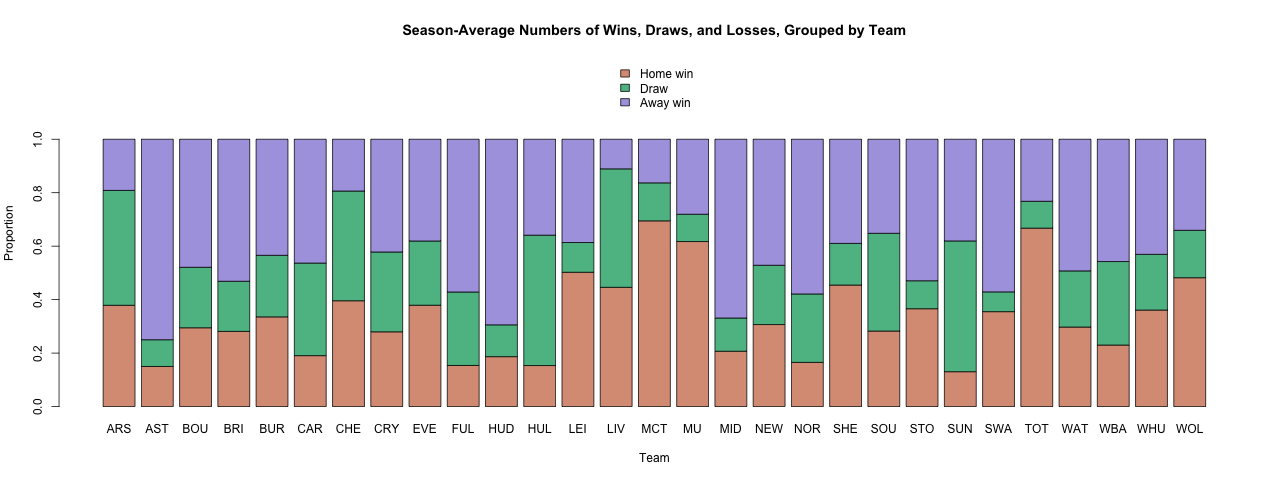 Season-Average Numbers of Wins, Draws, and Losses, Grouped by Team
Home win
Draw
Away win
Proportion
1.0
0.8
0.6
0.4
0.2
0.0
ARS AST BOU BRI BUR CAR CHE CRY EVE FUL HUD HUL LEI LIV MCT MU MID NEW NOR SHE SOU STO SUN SWA TOT WAT WBA WHU WOL
Team